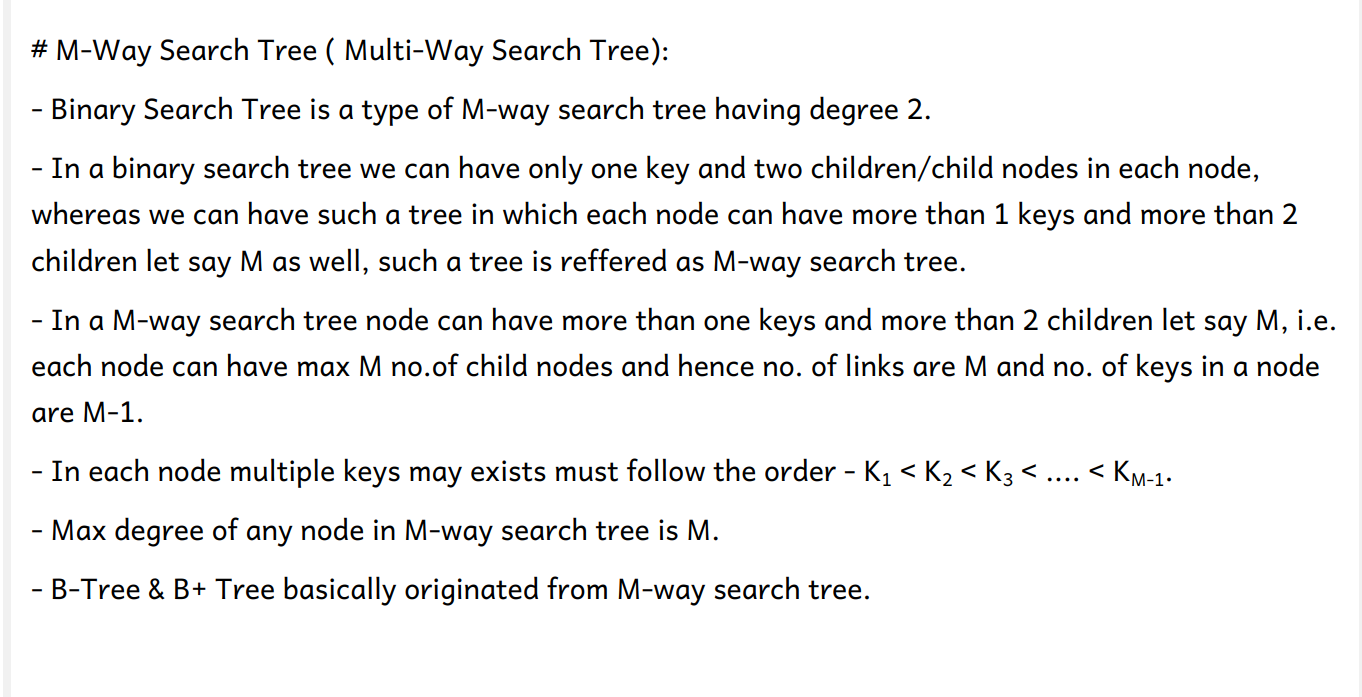 # M-Way Search Tree ( Multi-Way Search Tree):
- Binary Search Tree is a type of M-way search tree having degree 2.
- In a binary search tree we can have only one key and two children/child nodes in each node,
whereas we can have such a tree in which each node can have more than 1 keys and more than 2
children let say M as well, such a tree is reffered as M-way search tree.
- In a M-way search tree node can have more than one keys and more than 2 children let say M, i.e.
each node can have max M no.of child nodes and hence no. of links are M and no. of keys in a node
are M-1.
- In each node multiple keys may exists must follow the order - K₁ < K₂ < K₃ < .... < K_M-1.
- Max degree of any node in M-way search tree is M.
- B-Tree & B+ Tree basically originated from M-way search tree.